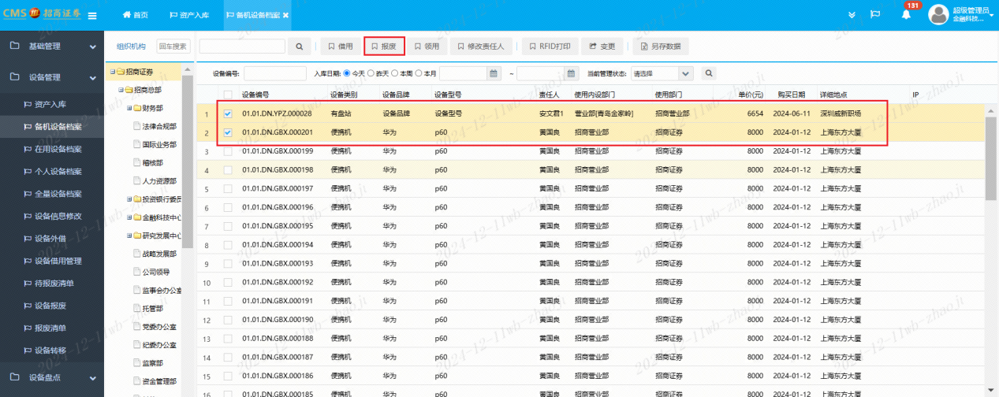 CMS 招商证券 首页 资产入库 备机设备档案 131 超级管理员 金融科技...
基础管理
设备管理
资产入库
备机设备档案
在用设备档案
个人设备档案
全量设备档案
设备信息修改
设备外借
设备借用管理
待报废清单
设备报废
报废清单
设备转移
设备盘点
组织机构 回车搜索
招商证券
招商总部
财务部
法律合规部
国际业务部
稽核部
人力资源部
投资银行委员
金融科技中心
研究发展中心
战略发展部
公司领导
监事会办公室
托管部
党委办公室
纪委办公室
监察部
资金管理部
借用 报废 领用 修改责任人 RFID打印 变更 另存数据
设备编号: 入库日期: 今天 昨天 本周 本月 ~ 当前管理状态: 请选择
设备编号 设备类别 设备品牌 设备型号 责任人 使用内设部门 使用部门 单价(元) 购买日期 详细地点 IP
1 01.01.DN.YPZ.000028 有盘站 设备品牌 设备型号 安文君1 营业部[青岛金家岭] 招商营业部 6654 2024-06-11 深圳威新职场
2 01.01.DN.GBX.000201 便携机 华为 p60 黄国良 招商营业部 招商证券 8000 2024-01-12 上海东方大厦
3 01.01.DN.GBX.000199 便携机 华为 p60 黄国良 招商营业部 招商证券 8000 2024-01-12 上海东方大厦
4 01.01.DN.GBX.000198 便携机 华为 p60 黄国良 招商营业部 招商证券 8000 2024-01-12 上海东方大厦
5 01.01.DN.GBX.000197 便携机 华为 p60 黄国良 招商营业部 招商证券 8000 2024-01-12 上海东方大厦
6 01.01.DN.GBX.000196 便携机 华为 p60 黄国良 招商营业部 招商证券 8000 2024-01-12 上海东方大厦
7 01.01.DN.GBX.000195 便携机 华为 p60 黄国良 招商营业部 招商证券 8000 2024-01-12 上海东方大厦
8 01.01.DN.GBX.000194 便携机 华为 p60 黄国良 招商营业部 招商证券 8000 2024-01-12 上海东方大厦
9 01.01.DN.GBX.000193 便携机 华为 p60 黄国良 招商营业部 招商证券 8000 2024-01-12 上海东方大厦
10 01.01.DN.GBX.000192 便携机 华为 p60 黄国良 招商营业部 招商证券 8000 2024-01-12 上海东方大厦
11 01.01.DN.GBX.000191 便携机 华为 p60 黄国良 招商营业部 招商证券 8000 2024-01-12 上海东方大厦
12 01.01.DN.GBX.000190 便携机 华为 p60 黄国良 招商营业部 招商证券 8000 2024-01-12 上海东方大厦
13 01.01.DN.GBX.000188 便携机 华为 p60 黄国良 招商营业部 招商证券 8000 2024-01-12 上海东方大厦
14 01.01.DN.GBX.000187 便携机 华为 p60 黄国良 招商营业部 招商证券 8000 2024-01-12 上海东方大厦
15 01.01.DN.GBX.000186 便携机 华为 p60 黄国良 招商营业部 招商证券 8000 2024-01-12 上海东方大厦
16 01.01.DN.GBX.000185 便携机 华为 p60 黄国良 招商营业部 招商证券 8000 2024-01-12 上海东方大厦